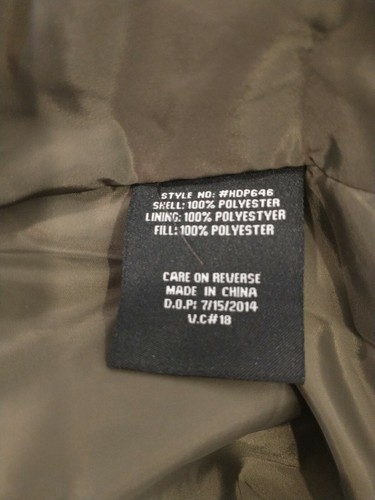 STYLE NO: #HDP646
SHELL: 100% POLYESTER
LINING: 100% POLYESTYER
FILL: 100% POLYESTER
CARE ON REVERSE
MADE IN CHINA
D.O.P: 7/15/2014
V.C#18